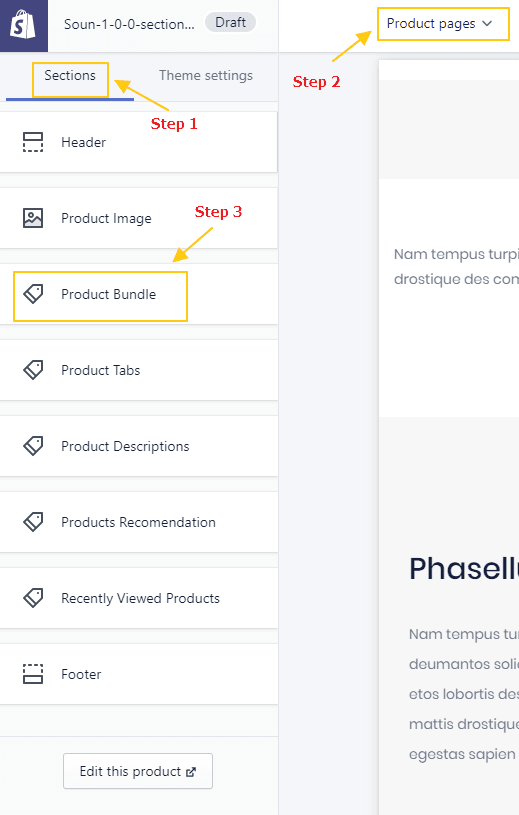 Soun-1-0-0-section...
Draft
Product pages
Sections
Theme settings
Step 2
Step 1
Header
Product Image
Step 3
Product Bundle
Product Tabs
Product Descriptions
Products Recomendation
Recently Viewed Products
Footer
Edit this product
Nam tempus turpi
drostique des con
Phasellu
Nam tempus tur
deumantos solic
etos lobortis des
mattis drostique
egestas sapien